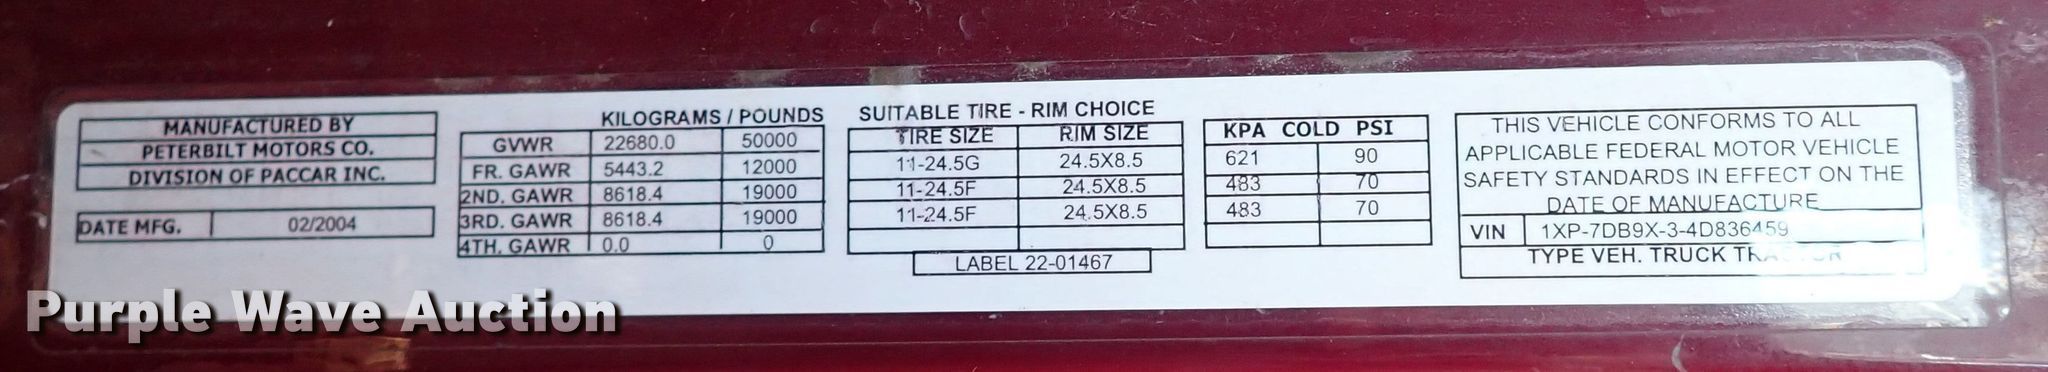 MANUFACTURED BY
PETERBILT MOTORS CO.
DIVISION OF PACCAR INC.
DATE MFG. 02/2004
KILOGRAMS / POUNDS
GVWR 22680.0 50000
FR. GAWR 5443.2 12000
2ND. GAWR 8618.4 19000
3RD. GAWR 8618.4 19000
4TH. GAWR 0.0 0
SUITABLE TIRE - RIM CHOICE
TIRE SIZE RIM SIZE
11-24.5G 24.5X8.5
11-24.5F 24.5X8.5
11-24.5F 24.5X8.5
LABEL 22-01467
KPA COLD PSI
621 90
483 70
483 70
THIS VEHICLE CONFORMS TO ALL
APPLICABLE FEDERAL MOTOR VEHICLE
SAFETY STANDARDS IN EFFECT ON THE
DATE OF MANUFACTURE
VIN 1XP-7DB9X-3-4D836459
TYPE VEH. TRUCK TRACTOR
Purple Wave Auction